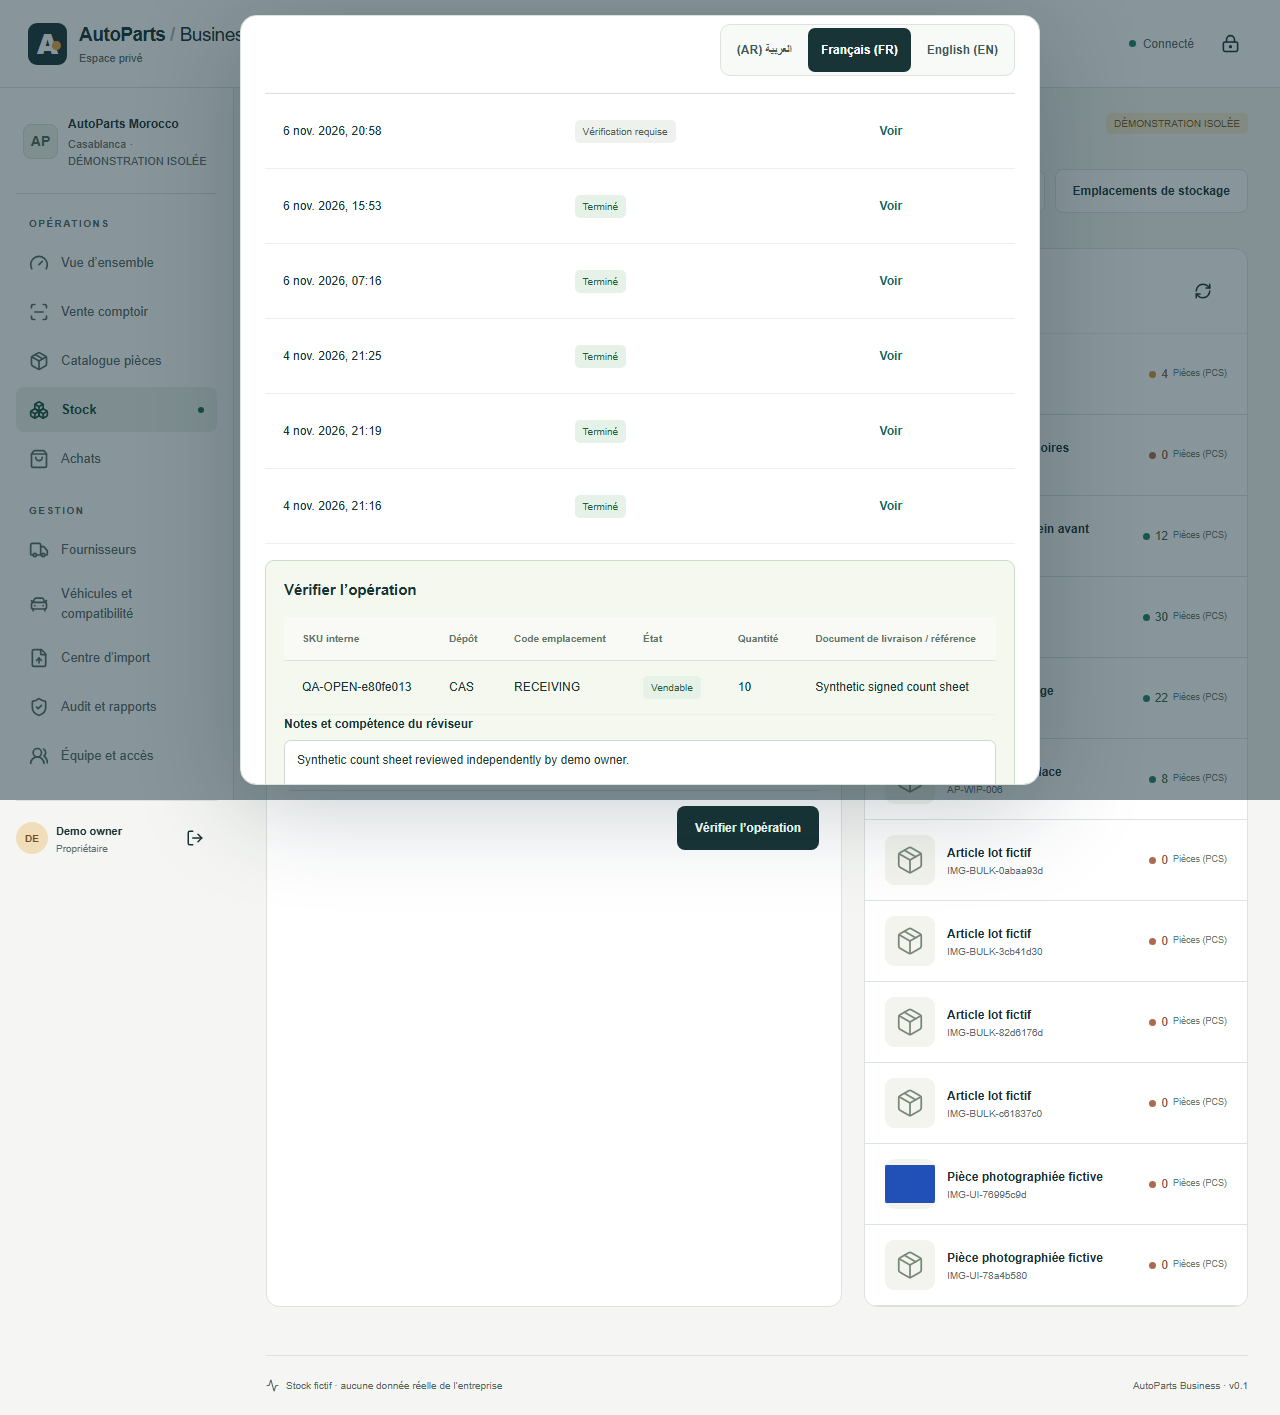 AutoParts / Busines
Espace privé
Connecté
AP
AutoParts Morocco
Casablanca ·
DÉMONSTRATION ISOLÉE
OPÉRATIONS
Vue d’ensemble
Vente comptoir
Catalogue pièces
Stock
Achats
GESTION
Fournisseurs
Véhicules et
compatibilité
Centre d’import
Audit et rapports
Équipe et accès
DE
Demo owner
Propriétaire
العربية (AR)
Français (FR)
English (EN)
6 nov. 2026, 20:58 Vérification requise Voir
6 nov. 2026, 15:53 Terminé Voir
6 nov. 2026, 07:16 Terminé Voir
4 nov. 2026, 21:25 Terminé Voir
4 nov. 2026, 21:19 Terminé Voir
4 nov. 2026, 21:16 Terminé Voir
Vérifier l’opération
SKU interne Dépôt Code emplacement État Quantité Document de livraison / référence
QA-OPEN-e80fe013 CAS RECEIVING Vendable 10 Synthetic signed count sheet
Notes et compétence du réviseur
Synthetic count sheet reviewed independently by demo owner.
Vérifier l’opération
DÉMONSTRATION ISOLÉE
Emplacements de stockage
4 Pièces (PCS)
oires
0 Pièces (PCS)
ein avant
12 Pièces (PCS)
30 Pièces (PCS)
ge
22 Pièces (PCS)
lace
AP-WIP-006
8 Pièces (PCS)
Article lot fictif
IMG-BULK-0abaa93d
0 Pièces (PCS)
Article lot fictif
IMG-BULK-3cb41d30
0 Pièces (PCS)
Article lot fictif
IMG-BULK-82d6176d
0 Pièces (PCS)
Article lot fictif
IMG-BULK-c61837c0
0 Pièces (PCS)
Pièce photographiée fictive
IMG-UI-76995c9d
0 Pièces (PCS)
Pièce photographiée fictive
IMG-UI-78a4b580
0 Pièces (PCS)
Stock fictif · aucune donnée réelle de l’entreprise
AutoParts Business · v0.1